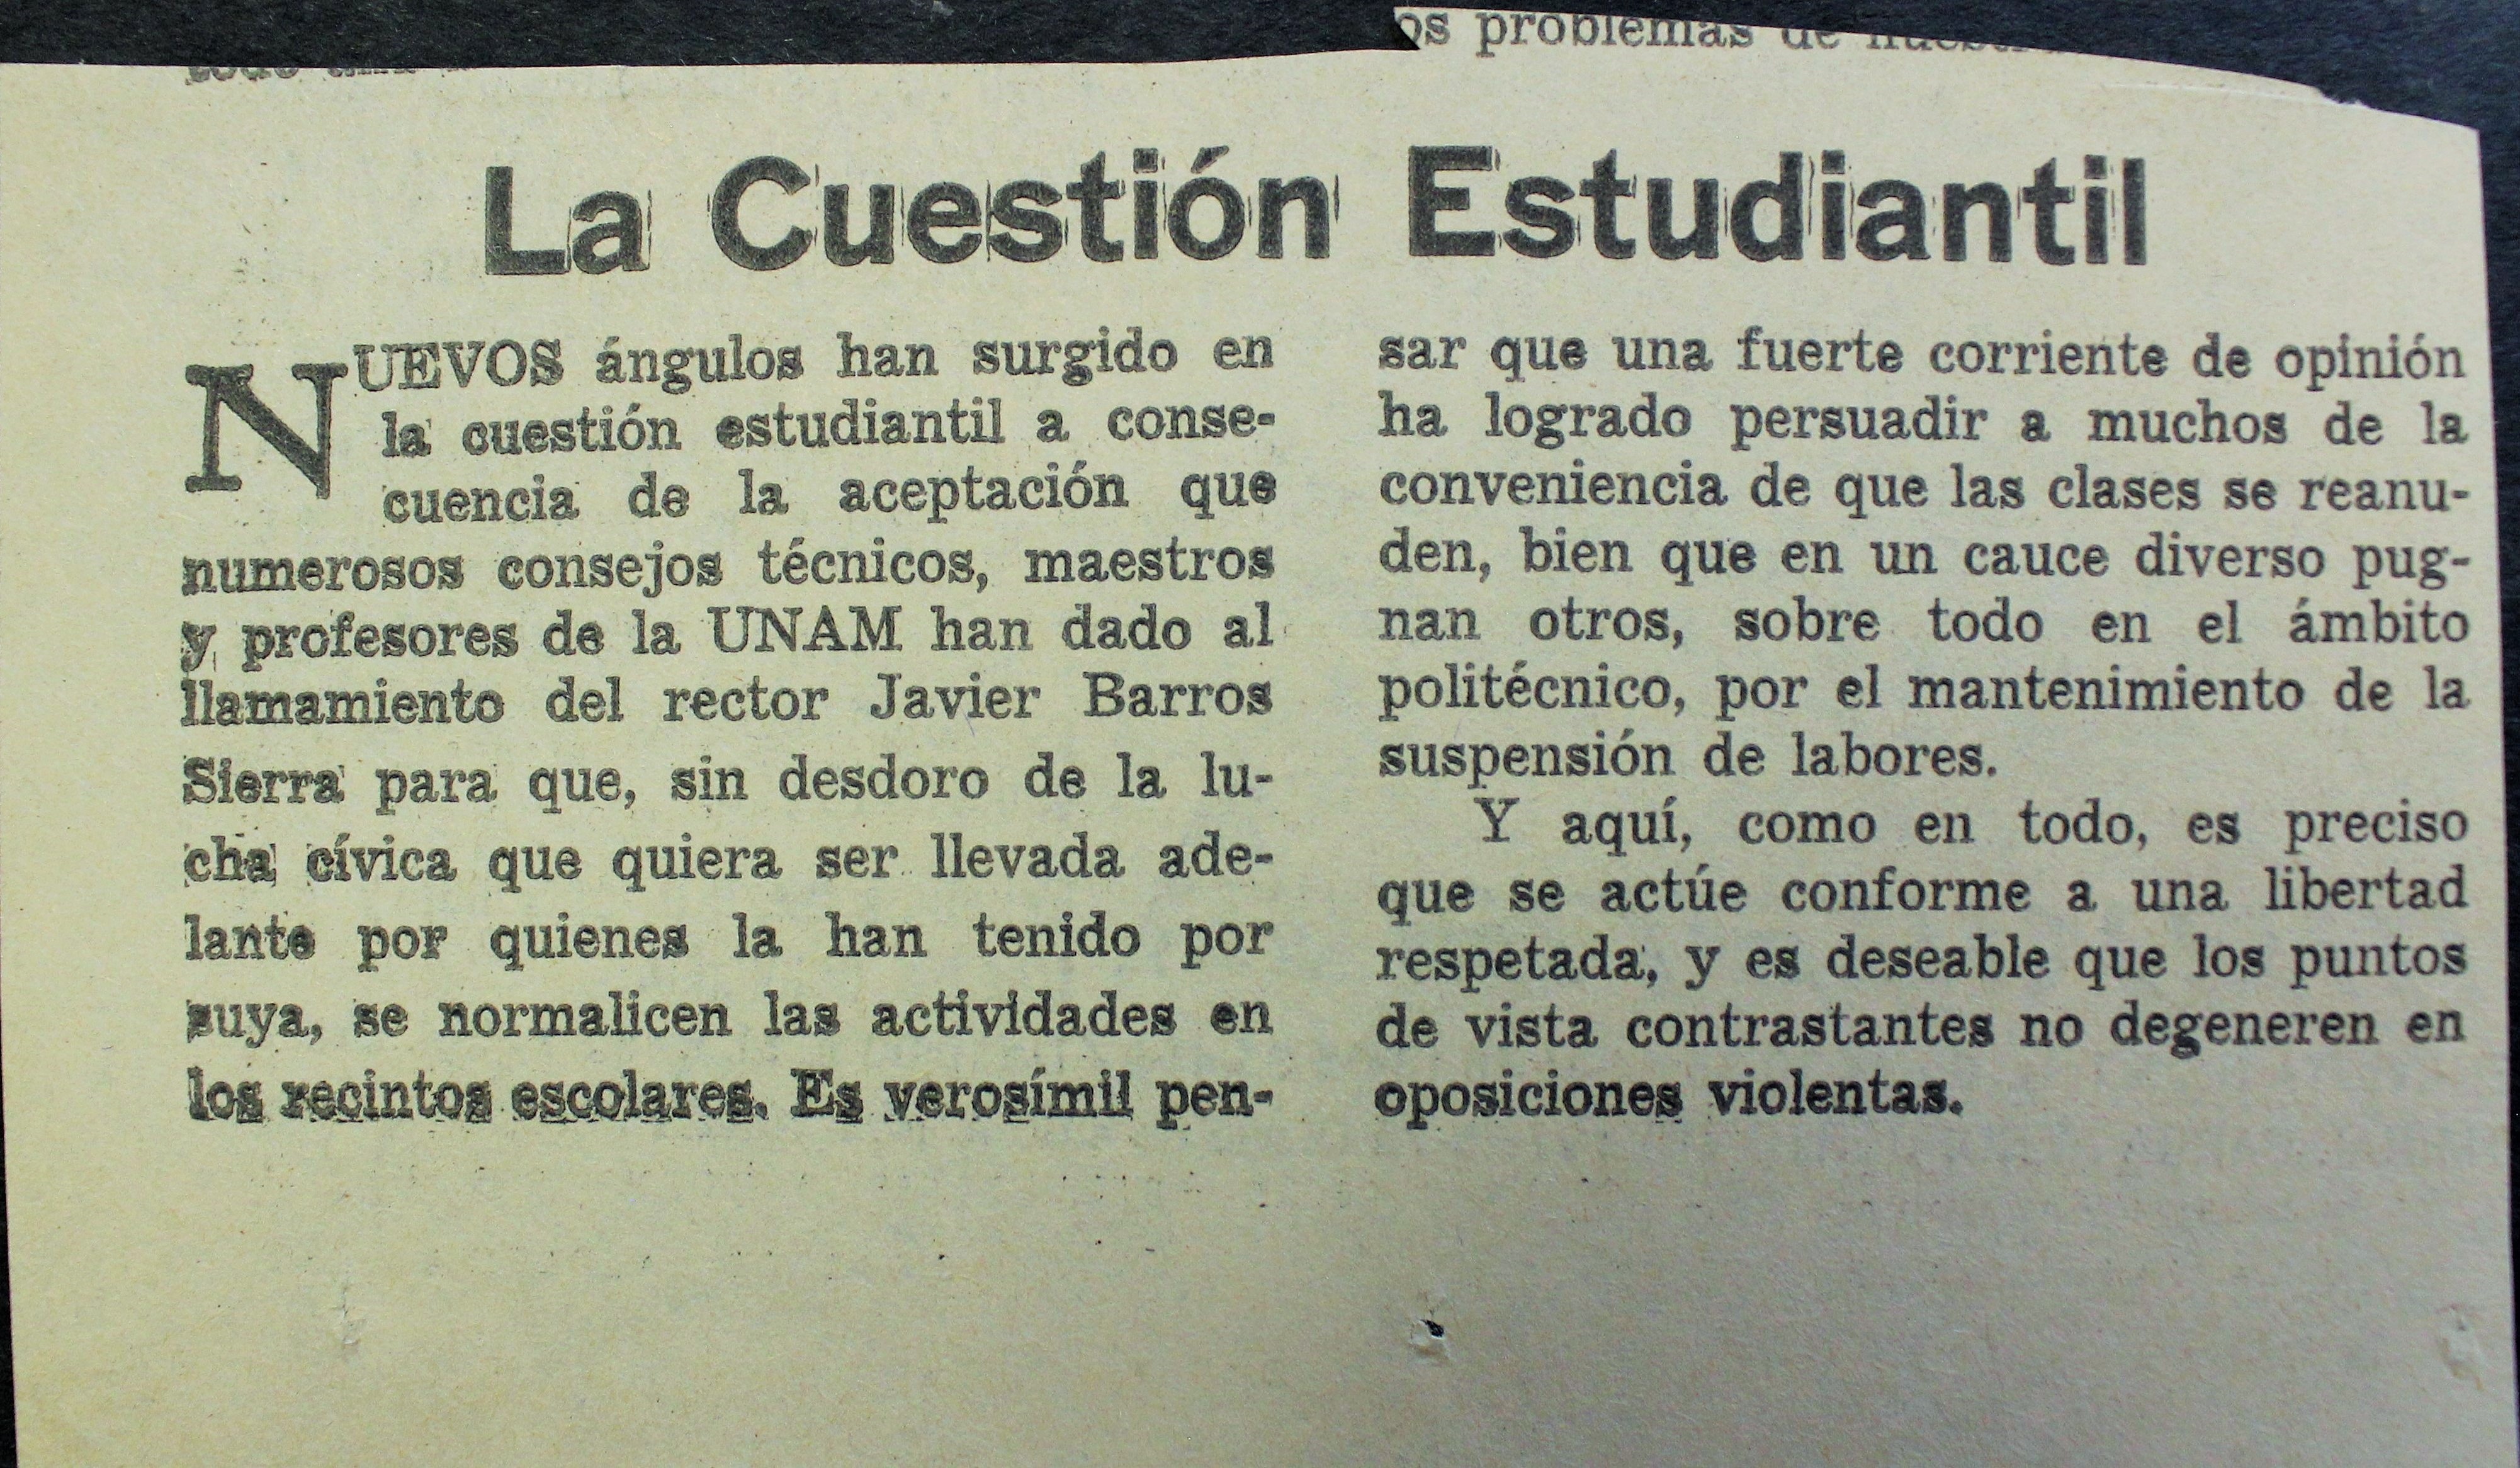 os problemas de
La Cuestión Estudiantil
NUEVOS ángulos han surgido en
la cuestión estudiantil a conse-
cuencia de la aceptación que
numerosos consejos técnicos, maestros
y profesores de la UNAM han dado al
llamamiento del rector Javier Barros
Sierra para que, sin desdoro de la lu-
cha cívica que quiera ser llevada ade-
lante por quienes la han tenido por
suya, se normalicen las actividades en
los recintos escolares. Es verosímil pen-
sar que una fuerte corriente de opinión
ha logrado persuadir a muchos de la
conveniencia de que las clases se reanu-
den, bien que en un cauce diverso pug-
nan otros, sobre todo en el ámbito
politécnico, por el mantenimiento de la
suspensión de labores.
Y aquí, como en todo, es preciso
que se actúe conforme a una libertad
respetada, y es deseable que los puntos
de vista contrastantes no degeneren en
oposiciones violentas.